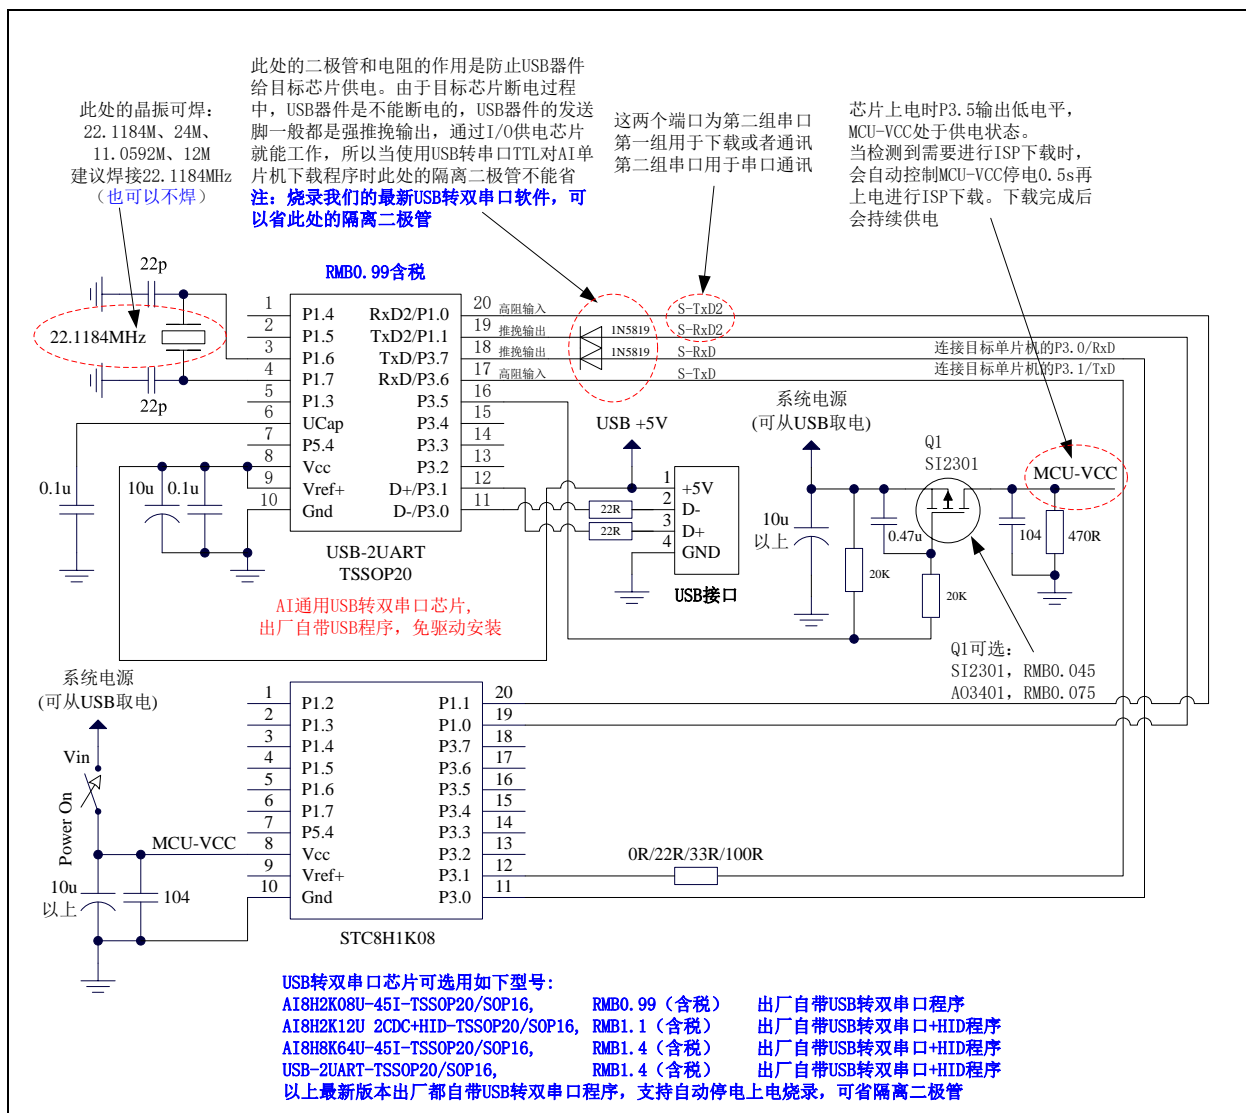 此处的二极管和电阻的作用是防止USB器件
给目标芯片供电。由于目标芯片断电过程
中，USB器件是不能断电的，USB器件的发送
脚一般都是强推挽输出，通过I/O供电芯片
就能工作，所以当使用USB转串口TTL对AI单
片机下载程序时此处的隔离二极管不能省
注：烧录我们的最新USB转双串口软件，可
以省此处的隔离二极管
此处的晶振可焊：
22.1184M、24M、
11.0592M、12M
建议焊接22.1184MHz
（也可以不焊）
这两个端口为第二组串口
第一组用于下载或者通讯
第二组串口用于串口通讯
芯片上电时P3.5输出低电平，
MCU-VCC处于供电状态。
当检测到需要进行ISP下载时，
会自动控制MCU-VCC停电0.5s再
上电进行ISP下载。下载完成后
会持续供电
22p
22.1184MHz
22p
RMB0.99含税
1 P1.4
2 P1.5
3 P1.6
4 P1.7
5 P1.3
6 UCap
7 P5.4
8 Vcc
9 Vref+
10 Gnd
RxD2/P1.0 20 高阻输入
TxD2/P1.1 19 推挽输出
TxD/P3.7 18 推挽输出
RxD/P3.6 17 高阻输入
P3.5 16
P3.4 15
P3.3 14
P3.2 13
D+/P3.1 12
D-/P3.0 11
1N5819
1N5819
S-TxD2
S-RxD2
S-RxD
S-TxD
连接目标单片机的P3.0/RxD
连接目标单片机的P3.1/TxD
0.1u
10u
0.1u
USB-2UART
TSSOP20
AI通用USB转双串口芯片，
出厂自带USB程序，免驱动安装
USB +5V
22R
22R
1 +5V
2 D-
3 D+
4 GND
USB接口
系统电源
(可从USB取电)
Q1
SI2301
MCU-VCC
10u
以上
0.47u
20K
20K
104
470R
Q1可选：
SI2301，RMB0.045
AO3401，RMB0.075
系统电源
(可从USB取电)
Vin
Power On
MCU-VCC
10u
以上
104
1 P1.2
2 P1.3
3 P1.4
4 P1.5
5 P1.6
6 P1.7
7 P5.4
8 Vcc
9 Vref+
10 Gnd
P1.1 20
P1.0 19
P3.7 18
P3.6 17
P3.5 16
P3.4 15
P3.3 14
P3.2 13
P3.1 12
P3.0 11
0R/22R/33R/100R
STC8H1K08
USB转双串口芯片可选用如下型号:
AI8H2K08U-45I-TSSOP20/SOP16, RMB0.99（含税） 出厂自带USB转双串口程序
AI8H2K12U 2CDC+HID-TSSOP20/SOP16, RMB1.1（含税） 出厂自带USB转双串口+HID程序
AI8H8K64U-45I-TSSOP20/SOP16, RMB1.4（含税） 出厂自带USB转双串口+HID程序
USB-2UART-TSSOP20/SOP16, RMB1.4（含税） 出厂自带USB转双串口+HID程序
以上最新版本出厂都自带USB转双串口程序，支持自动停电上电烧录，可省隔离二极管